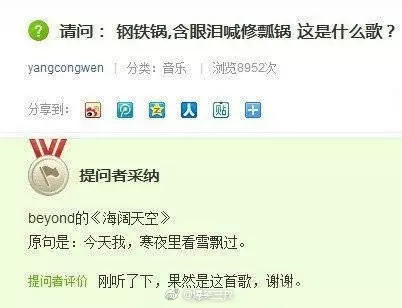 请问： 钢铁锅,含眼泪喊修瓢锅 这是什么歌？
yangcongwen | 分类：音乐 | 浏览8952次
分享到：
提问者采纳
beyond的《海阔天空》
原句是：今天我，寒夜里看雪飘过。
提问者评价 刚听了下，果然是这首歌，谢谢。